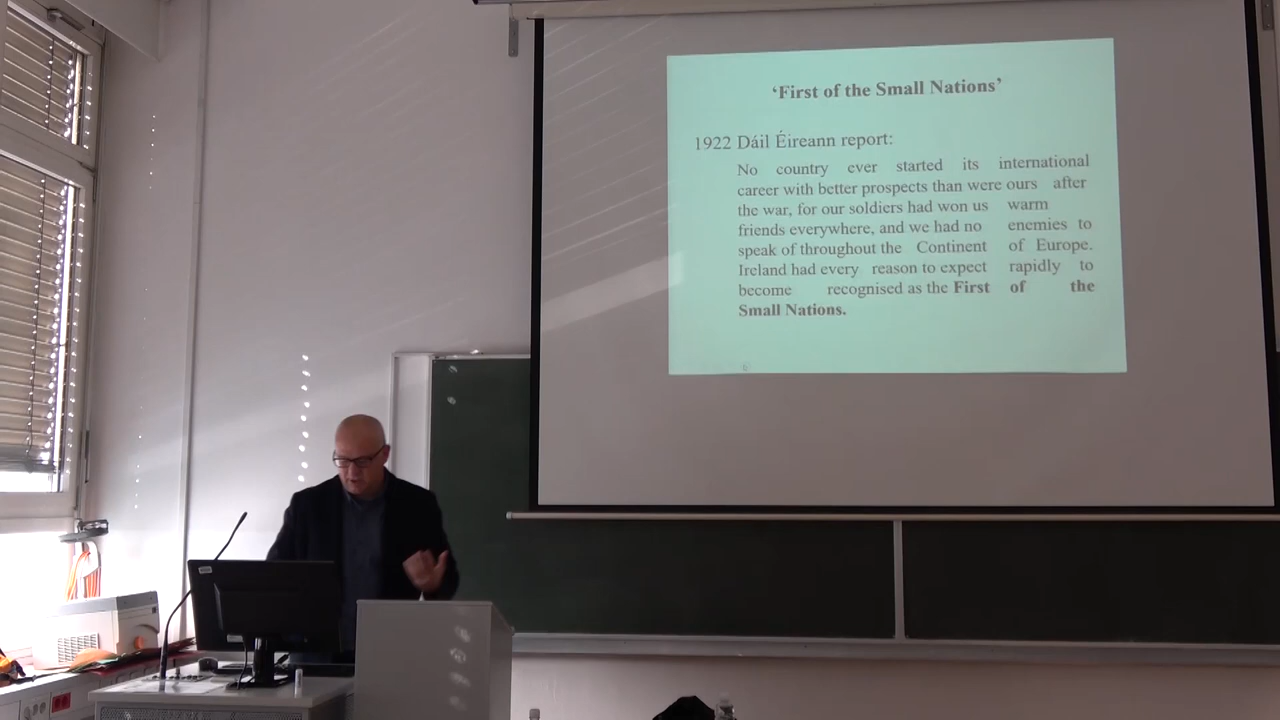 ‘First of the Small Nations’
1922 Dáil Éireann report:
No country ever started its international
career with better prospects than were ours after
the war, for our soldiers had won us warm
friends everywhere, and we had no enemies to
speak of throughout the Continent of Europe.
Ireland had every reason to expect rapidly to
become recognised as the First of the
Small Nations.